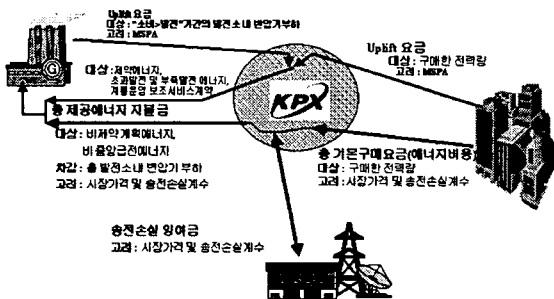 Uplift 요금
대상 : "소비>발전"기간의 발전소내 변압기부하
고려 : MSPA
G
대상 : 제약에너지,
초과발전 및 부족발전 에너지,
계통운영 보조서비스계약
총 제공에너지 지불금
대상 : 비제약계획에너지,
비중앙급전에너지
차감 : 총 발전소내 변압기 부하
고려 : 시장가격 및 송전손실계수
KPX
Uplift 요금
대상 : 구매한 전력량
고려 : MSPA
총 기본구매요금(에너지비용)
대상 : 구매한 전력량
고려 : 시장가격 및 송전손실계수
송전손실 잉여금
고려 : 시장가격 및 송전손실계수